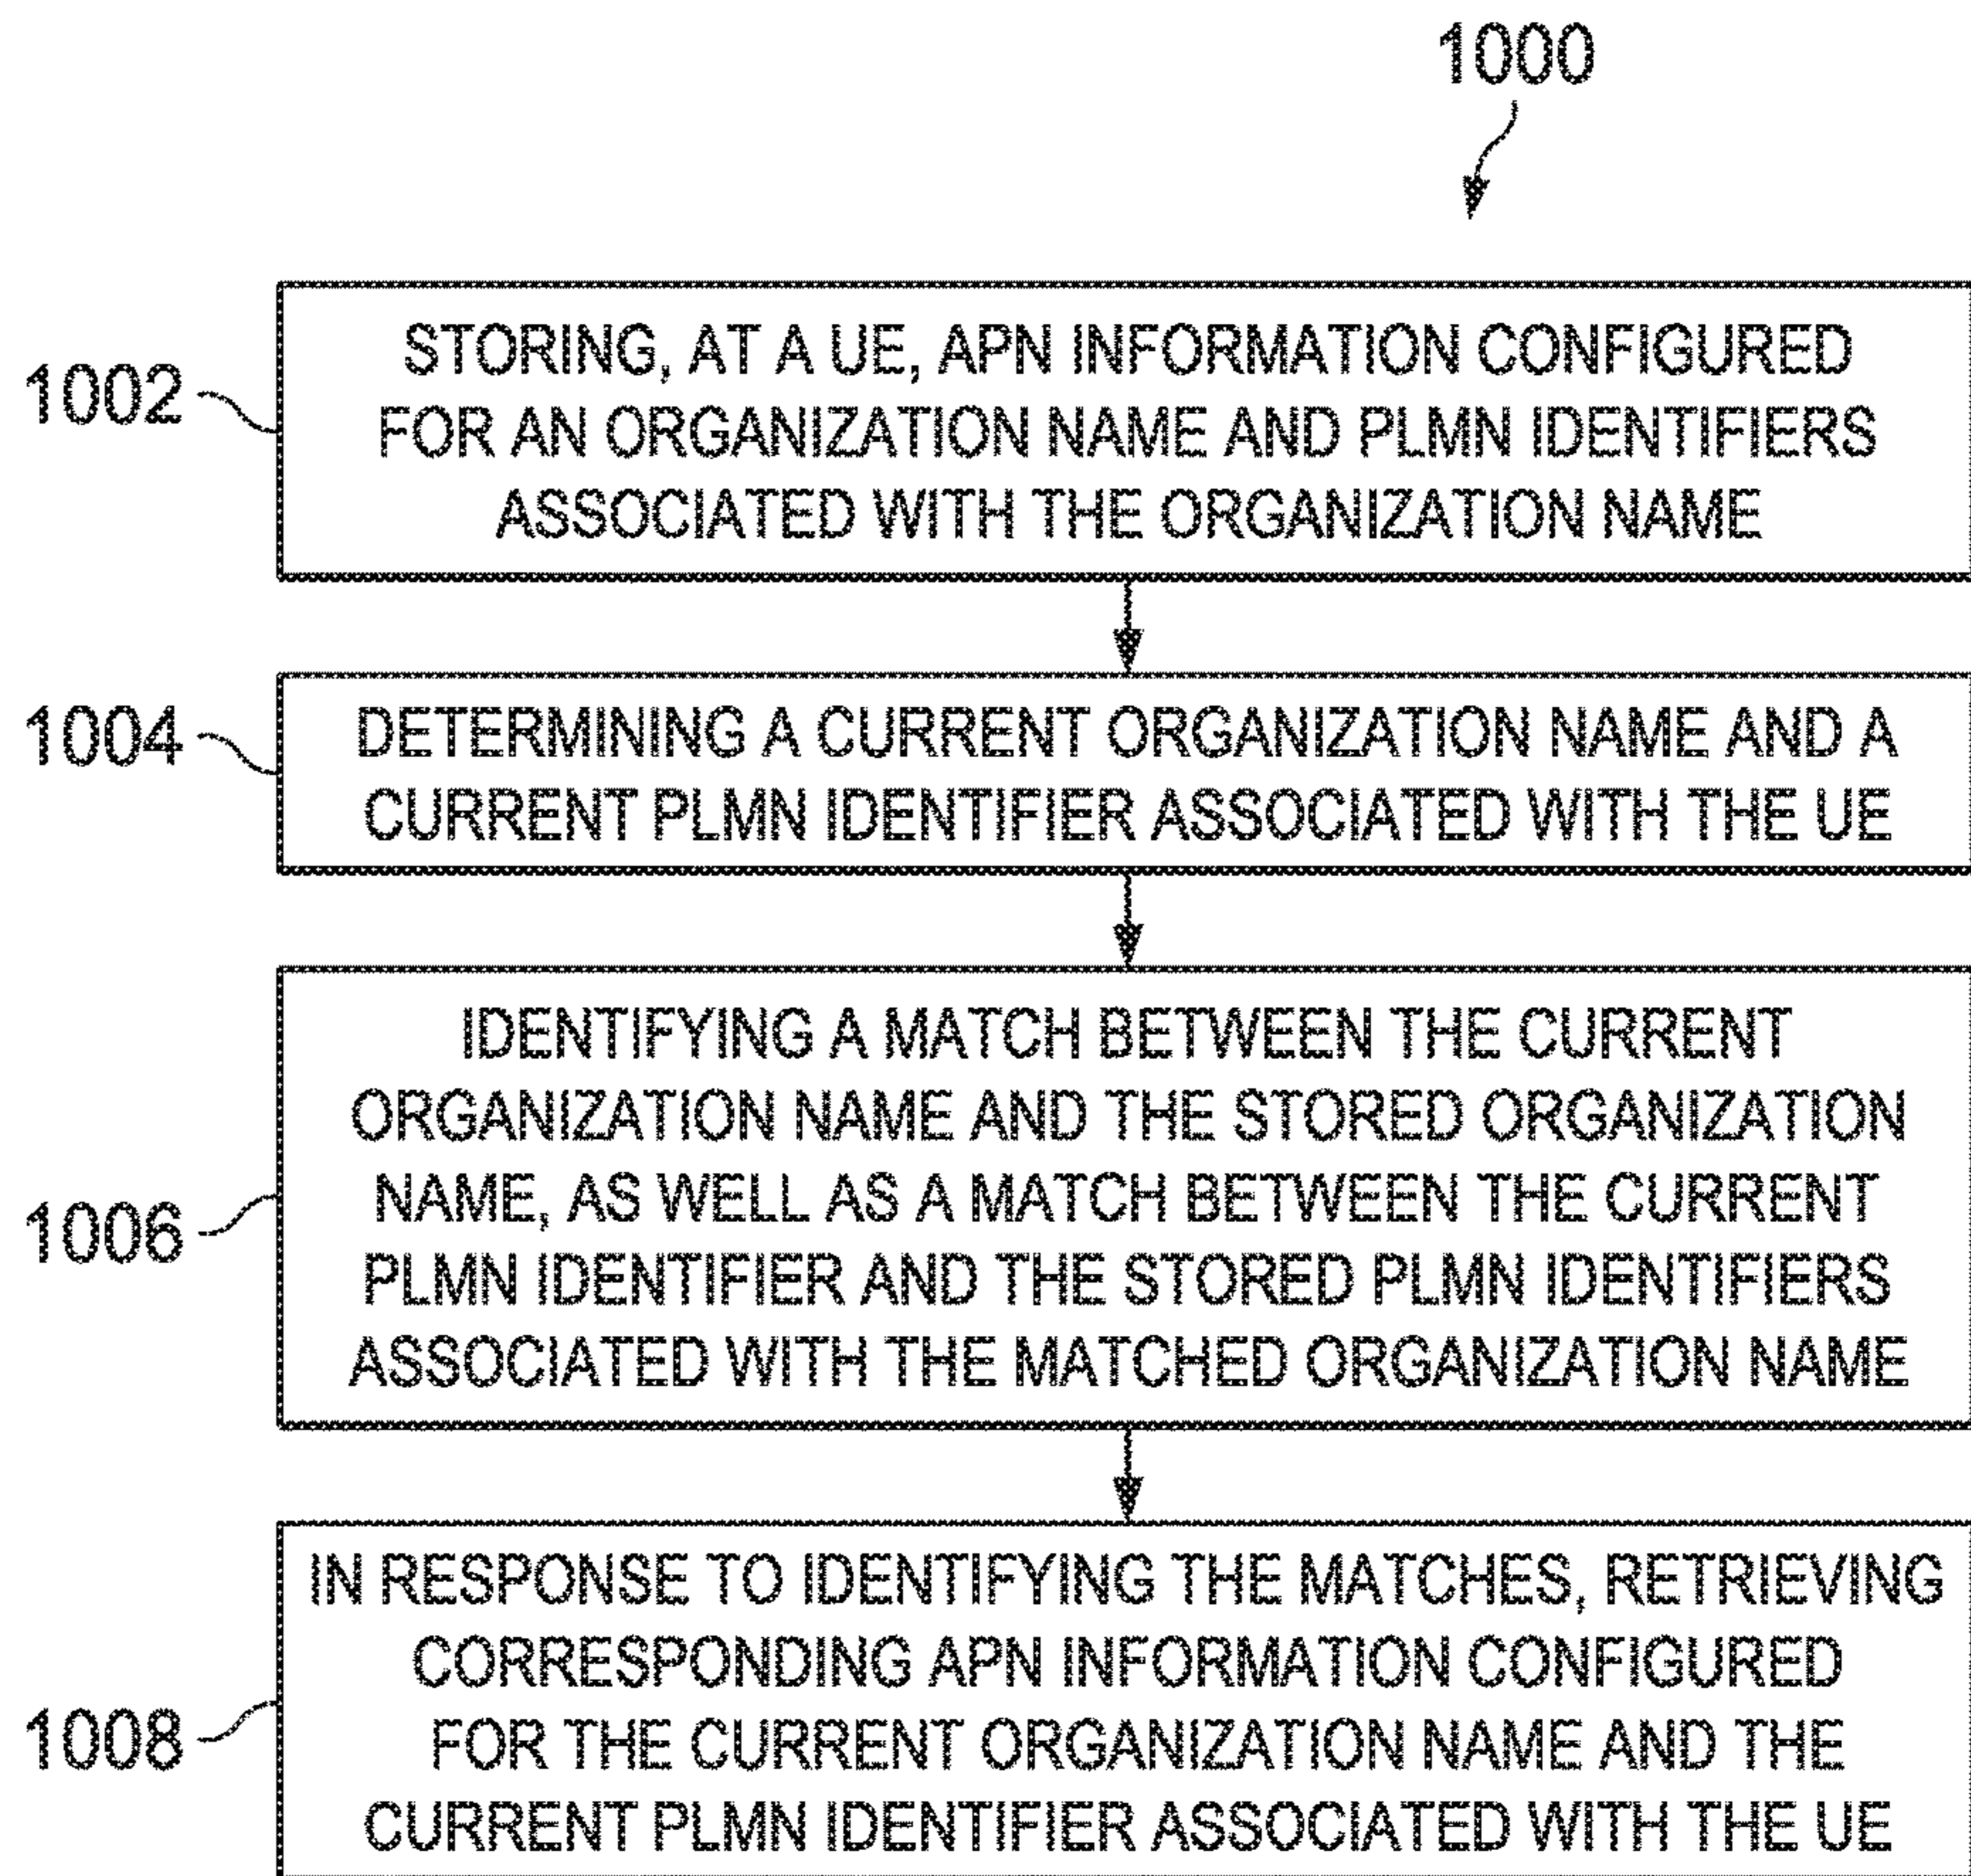 1000
1002
STORING, AT A UE, APN INFORMATION CONFIGURED
FOR AN ORGANIZATION NAME AND PLMN IDENTIFIERS
ASSOCIATED WITH THE ORGANIZATION NAME
1004
DETERMINING A CURRENT ORGANIZATION NAME AND A
CURRENT PLMN IDENTIFIER ASSOCIATED WITH THE UE
1006
IDENTIFYING A MATCH BETWEEN THE CURRENT
ORGANIZATION NAME AND THE STORED ORGANIZATION
NAME, AS WELL AS A MATCH BETWEEN THE CURRENT
PLMN IDENTIFIER AND THE STORED PLMN IDENTIFIERS
ASSOCIATED WITH THE MATCHED ORGANIZATION NAME
1008
IN RESPONSE TO IDENTIFYING THE MATCHES, RETRIEVING
CORRESPONDING APN INFORMATION CONFIGURED
FOR THE CURRENT ORGANIZATION NAME AND THE
CURRENT PLMN IDENTIFIER ASSOCIATED WITH THE UE